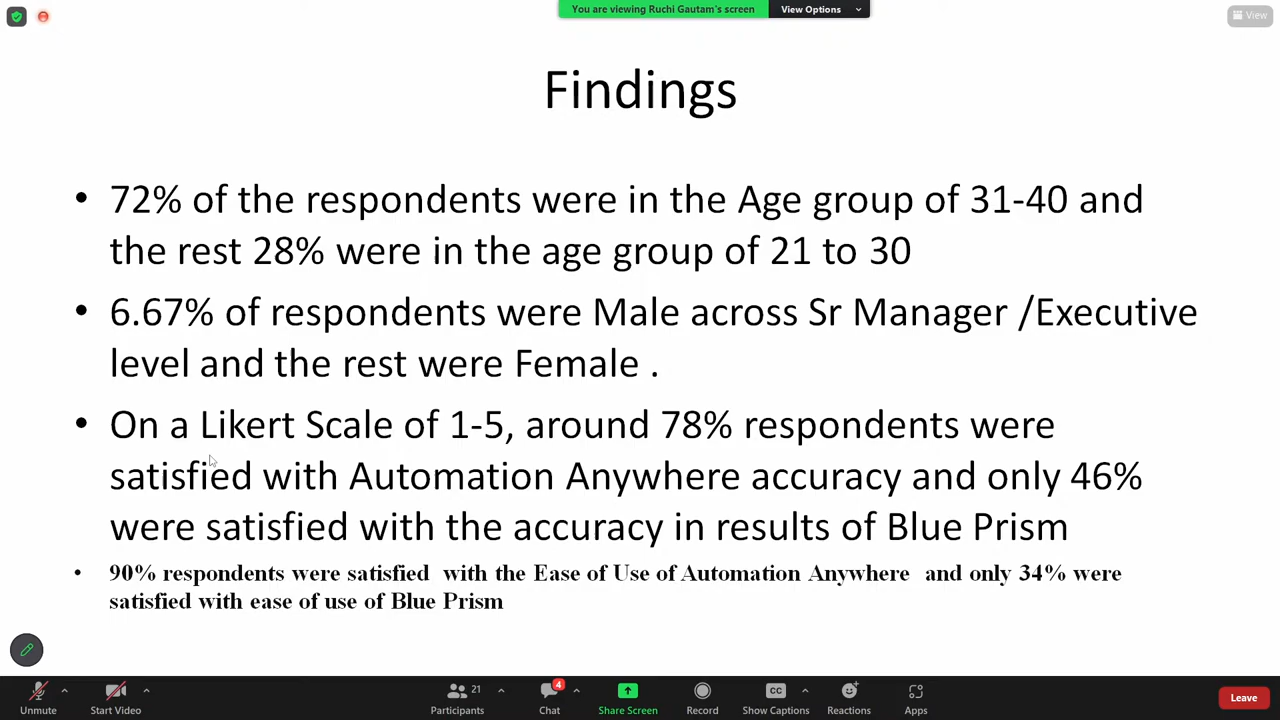 You are viewing Ruchi Gautam's screen
View Options
View
Findings
• 72% of the respondents were in the Age group of 31-40 and
the rest 28% were in the age group of 21 to 30
• 6.67% of respondents were Male across Sr Manager /Executive
level and the rest were Female .
• On a Likert Scale of 1-5, around 78% respondents were
satisfied with Automation Anywhere accuracy and only 46%
were satisfied with the accuracy in results of Blue Prism
• 90% respondents were satisfied with the Ease of Use of Automation Anywhere and only 34% were
satisfied with ease of use of Blue Prism
Unmute
Start Video
21
Participants
4
Chat
Share Screen
Record
CC
Show Captions
Reactions
Apps
Leave